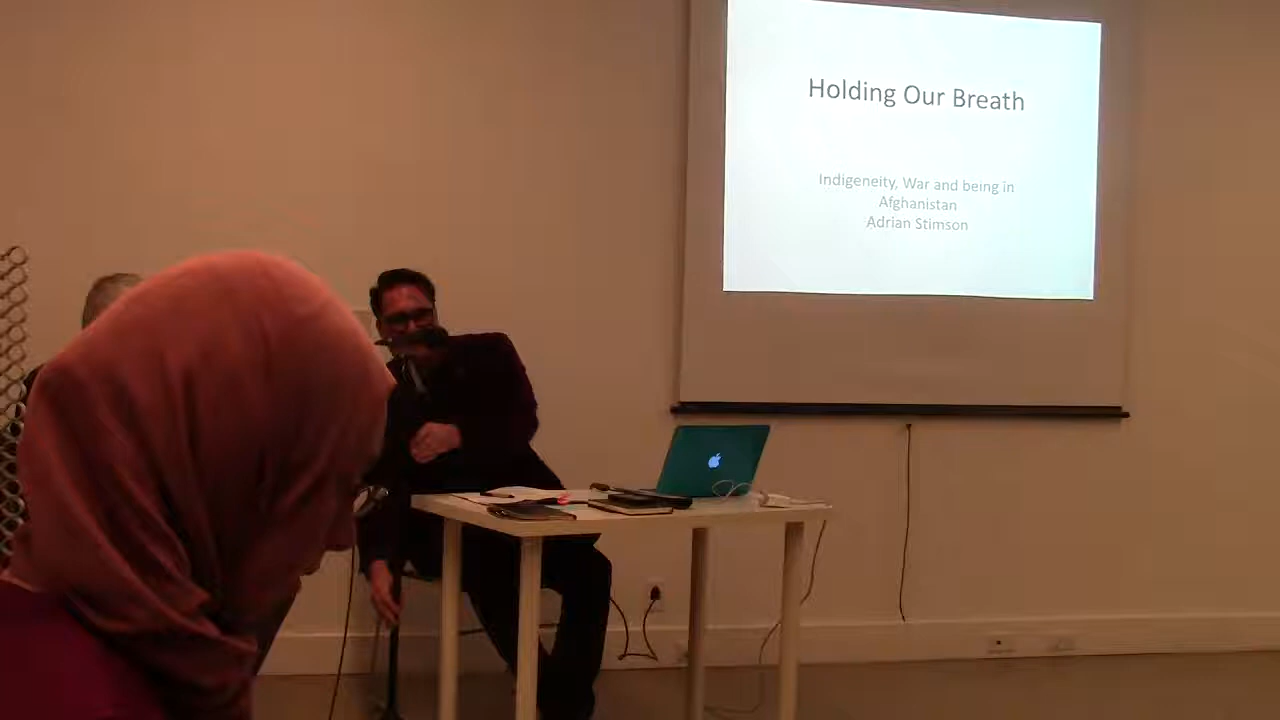 Holding Our Breath
Indigeneity, War and being in
Afghanistan
Adrian Stimson